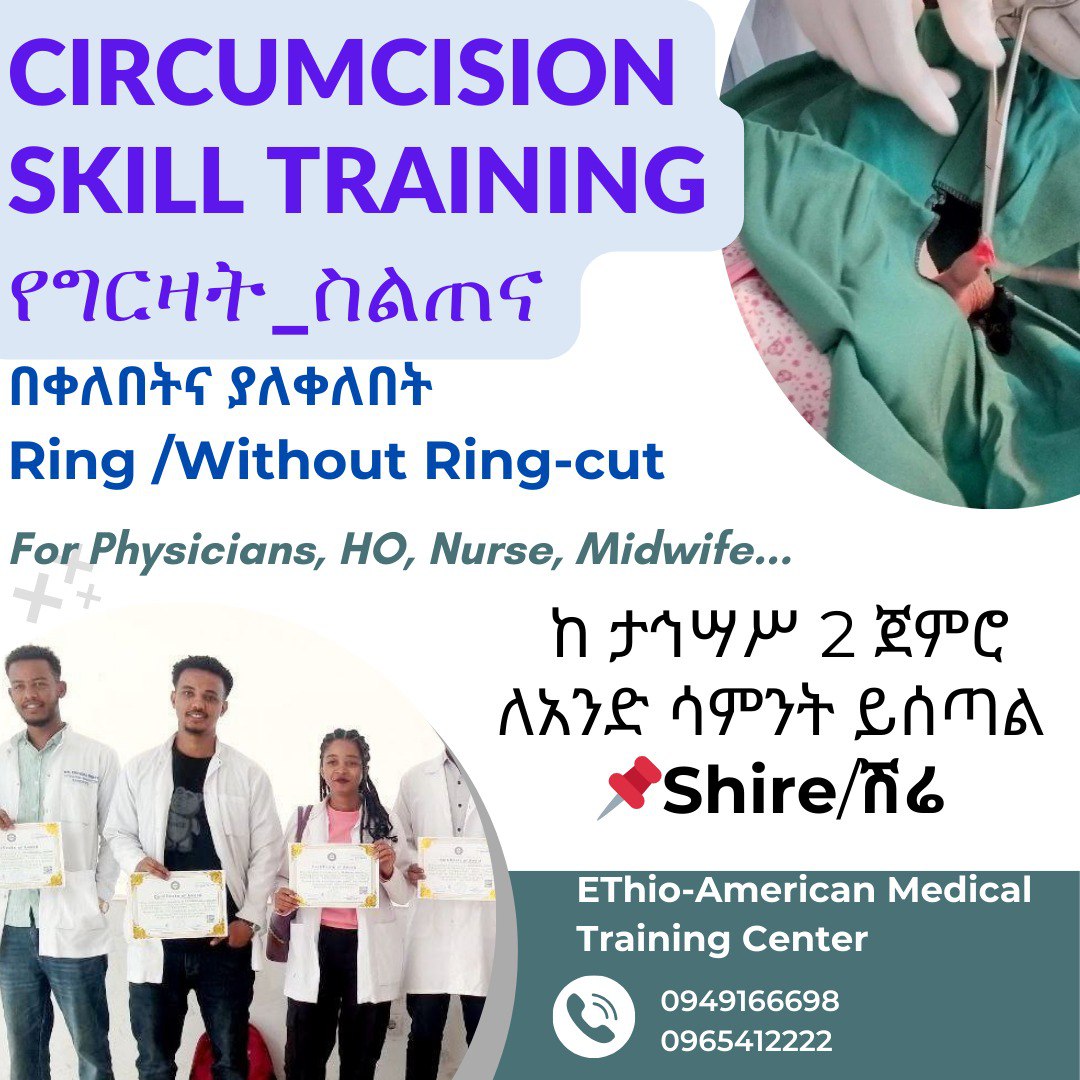 CIRCUMCISION
SKILL TRAINING
የግርዛት_ስልጠና
በቀለበትና ያለቀለበት
Ring /Without Ring-cut
For Physicians, HO, Nurse, Midwife...
ከ ታኅሣሥ 2 ጀምሮ
ለአንድ ሳምንት ይሰጣል
Shire/ሽሬ
EThio-American Medical
Training Center
0949166698
0965412222